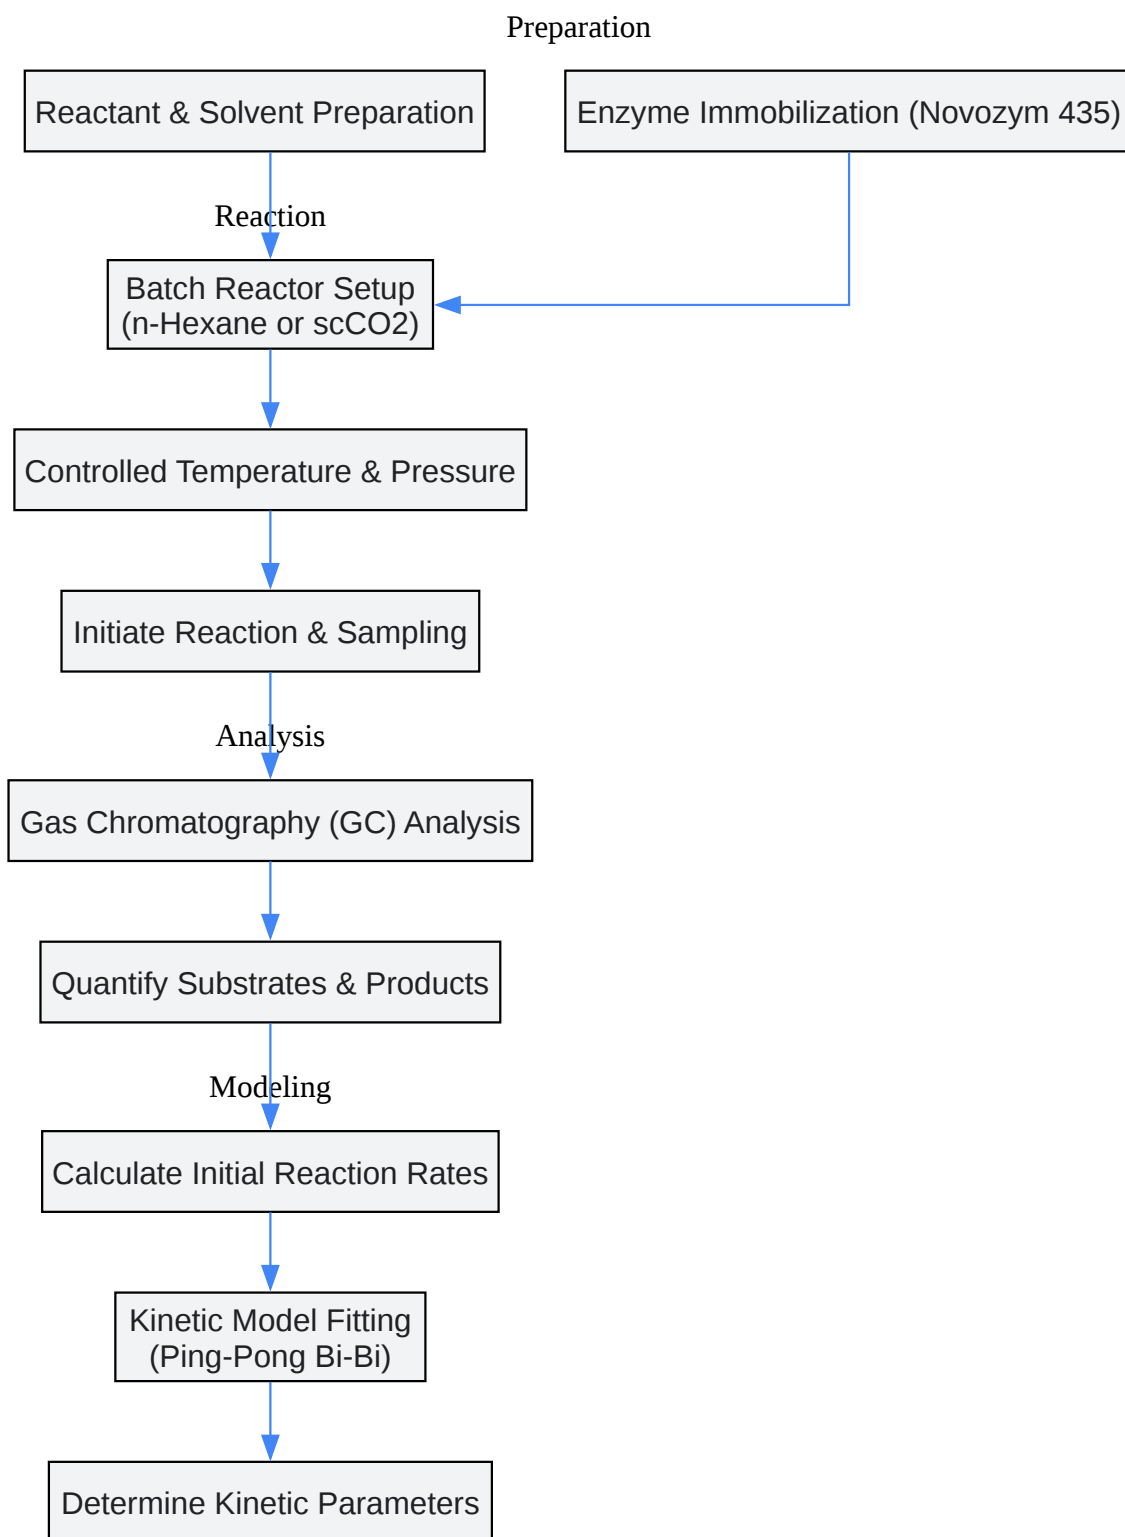 Preparation
Reactant & Solvent Preparation
Enzyme Immobilization (Novozym 435)
Reaction
Batch Reactor Setup
(n-Hexane or scCO2)
Controlled Temperature & Pressure
Initiate Reaction & Sampling
Analysis
Gas Chromatography (GC) Analysis
Quantify Substrates & Products
Modeling
Calculate Initial Reaction Rates
Kinetic Model Fitting
(Ping-Pong Bi-Bi)
Determine Kinetic Parameters